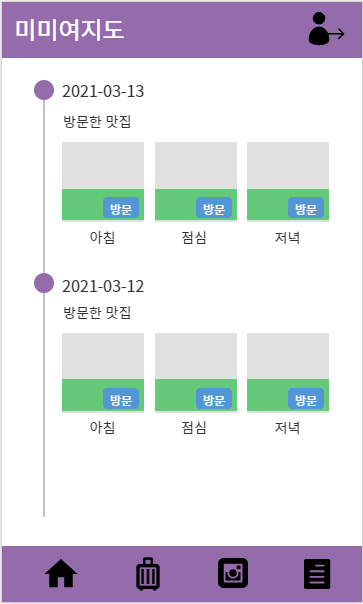 미미여지도
2021-03-13
방문한 맛집
방문 방문 방문
아침 점심 저녁
2021-03-12
방문한 맛집
방문 방문 방문
아침 점심 저녁